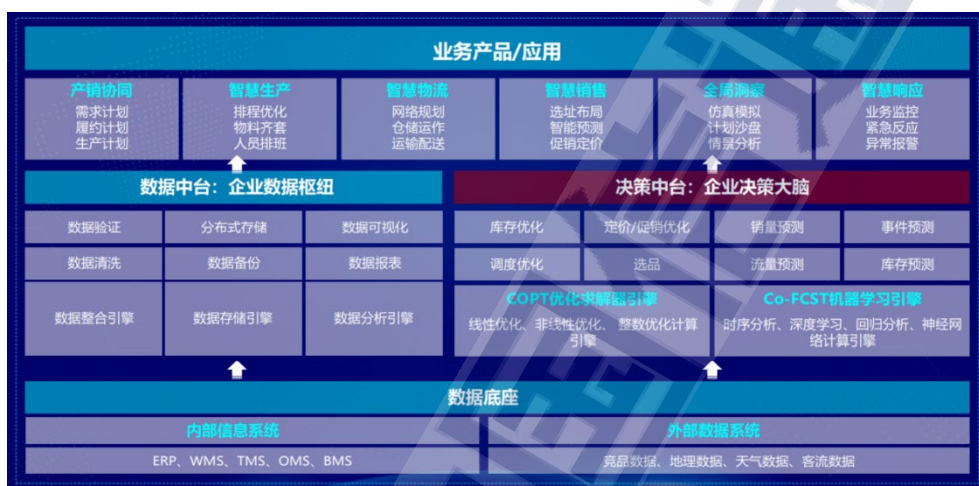 业务产品/应用
产销协同
需求计划
履约计划
生产计划
智慧生产
排程优化
物料齐套
人员排班
智慧物流
网络规划
仓储运作
运输配送
智慧销售
选址布局
智能预测
促销定价
全局洞察
仿真模拟
计划沙盘
情景分析
智慧响应
业务监控
紧急反应
异常报警
数据中台：企业数据枢纽
数据验证
分布式存储
数据可视化
数据清洗
数据备份
数据报表
数据整合引擎
数据存储引擎
数据分析引擎
决策中台：企业决策大脑
库存优化
定价/促销优化
销量预测
事件预测
调度优化
选品
流量预测
库存预测
COPT优化求解器引擎
线性优化、非线性优化、整数优化计算
引擎
Co-FCST机器学习引擎
时序分析、深度学习、回归分析、神经网
络计算引擎
数据底座
内部信息系统
外部数据系统
ERP、WMS、TMS、OMS、BMS
竞品数据、地理数据、天气数据、客流数据